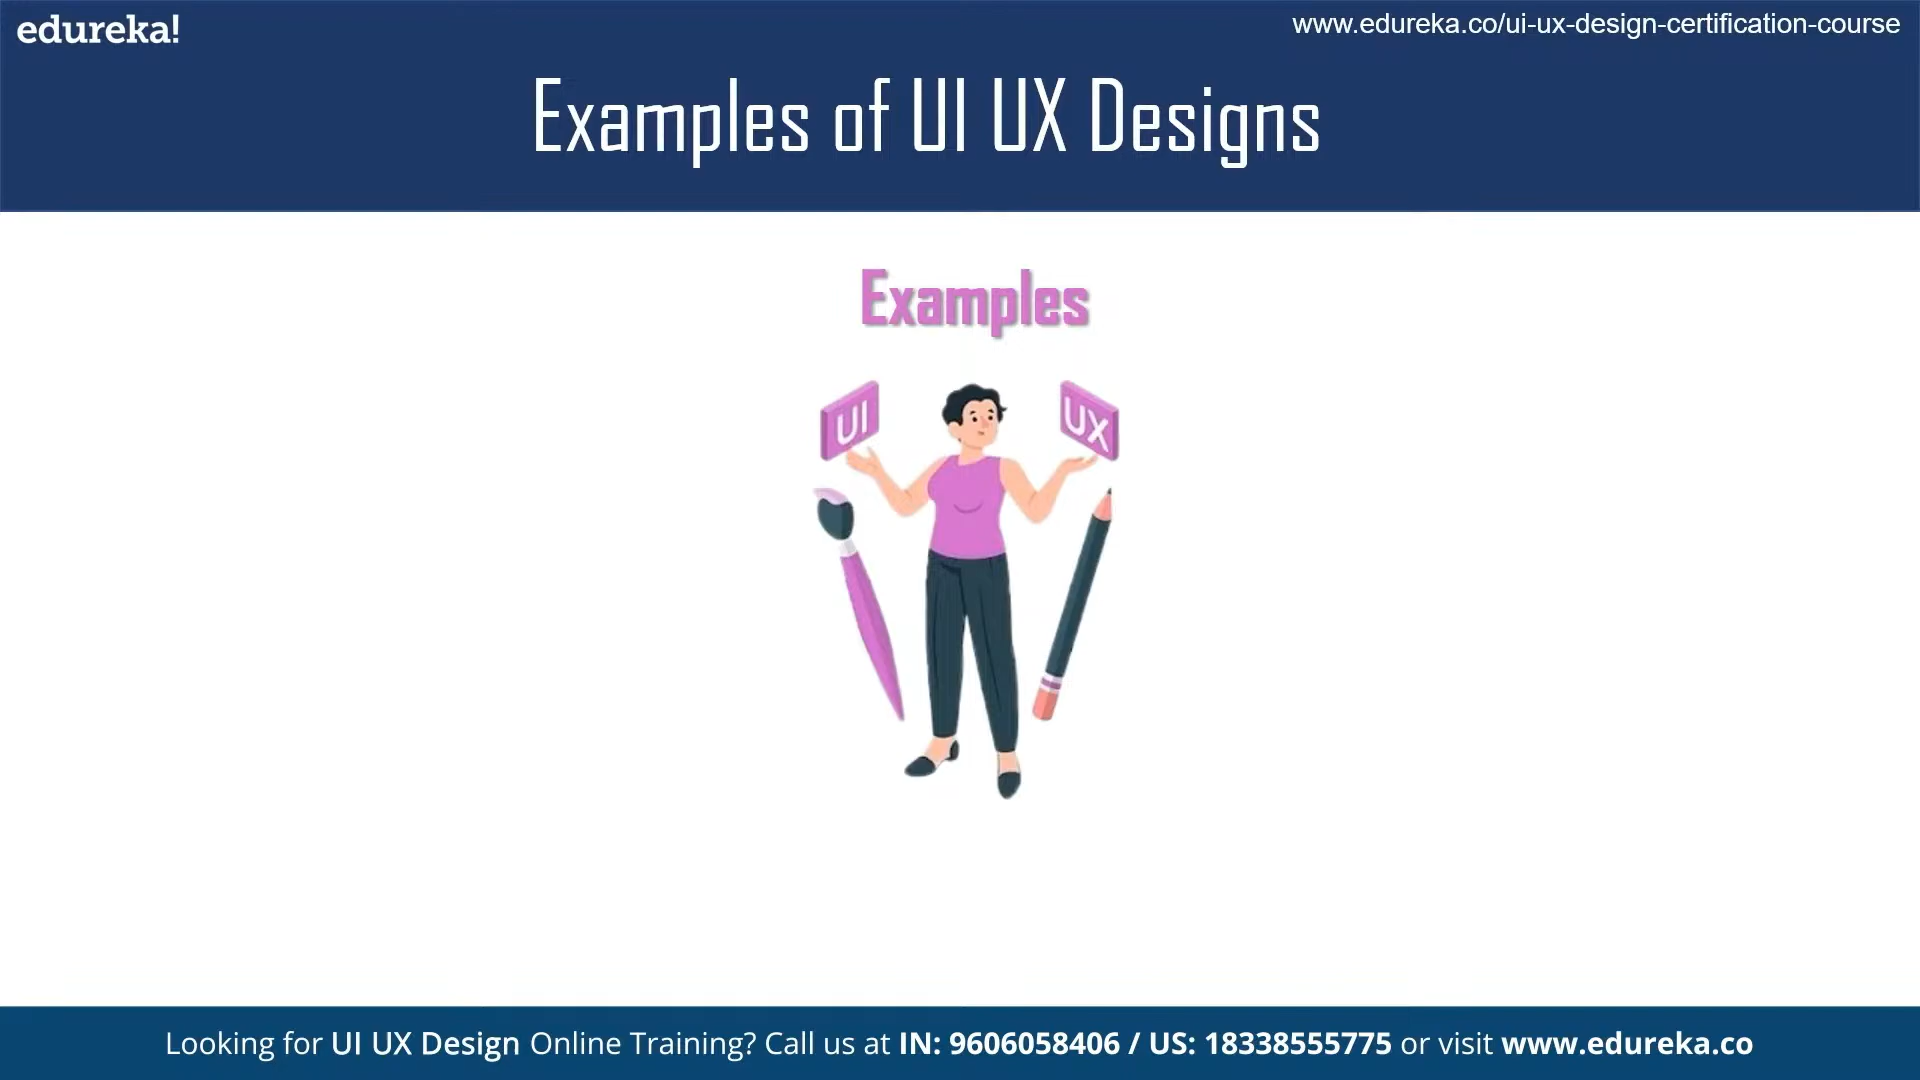 edureka!
www.edureka.co/ui-ux-design-certification-course
Examples of UI UX Designs
Examples
UI
UX
Looking for UI UX Design Online Training? Call us at IN: 9606058406 / US: 18338555775 or visit www.edureka.co